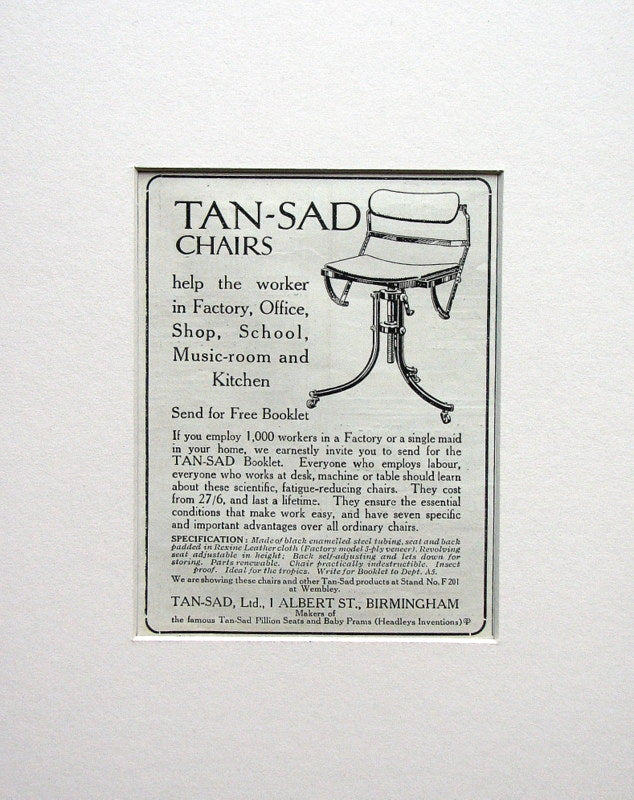 TAN-SAD
CHAIRS
help the worker
in Factory, Office,
Shop, School,
Music-room and
Kitchen
Send for Free Booklet
If you employ 1,000 workers in a Factory or a single maid
in your home, we earnestly invite you to send for the
TAN-SAD Booklet. Everyone who employs labour,
everyone who works at desk, machine or table should learn
about these scientific, fatigue-reducing chairs. They cost
from 27/6, and last a lifetime. They ensure the essential
conditions that make work easy, and have seven specific
and important advantages over all ordinary chairs.
SPECIFICATION: Made of black enamelled steel tubing, seat and back
padded in Rexine Leathercloth (Factory model 3-ply veneer). Revolving
seat adjustable in height; Back self-adjusting and lets down for
storing. Parts renewable. Chair practically indestructible. Insect
proof. Ideal for the tropics. Write for Booklet to Dept. A5.
We are showing these chairs and other Tan-Sad products at Stand No. F 201
at Wembley.
TAN-SAD, Ltd., 1 ALBERT ST., BIRMINGHAM
Makers of
the famous Tan-Sad Pillion Seats and Baby Prams (Headleys Inventions)